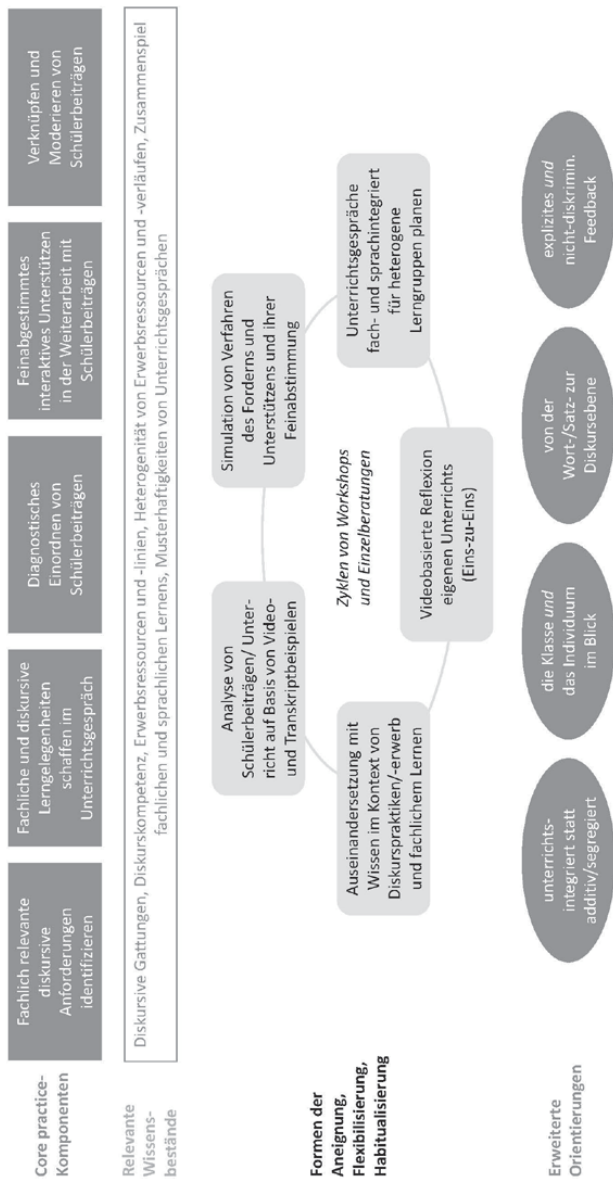 Core practice-
Komponenten
Fachlich relevante
diskursive
Anforderungen
identifizieren
Fachliche und diskursive
Lerngelegenheiten
schaffen im
Unterrichtsgespräch
Diagnostisches
Einordnen von
Schülerbeiträgen
Feinabgestimmtes
interaktives Unterstützen
in der Weiterarbeit mit
Schülerbeiträgen
Verknüpfen und
Moderieren von
Schülerbeiträgen
Relevante
Wissens-
bestände
Diskursive Gattungen, Diskurskompetenz, Erwerbsressourcen und -linien, Heterogenität von Erwerbsressourcen und -verläufen, Zusammenspiel
fachlichen und sprachlichen Lernens, Musterhaftigkeiten von Unterrichtsgesprächen
Formen der
Aneignung,
Flexibilisierung,
Habitualisierung
Analyse von
Schülerbeiträgen/ Unter-
richt auf Basis von Video-
und Transkriptbeispielen
Simulation von Verfahren
des Forderns und
Unterstützens und ihrer
Feinabstimmung
Auseinandersetzung mit
Wissen im Kontext von
Diskurspraktiken/-erwerb
und fachlichem Lernen
Zyklen von Workshops
und Einzelberatungen
Unterrichtsgespräche
fach- und sprachintegriert
für heterogene
Lerngruppen planen
Videobasierte Reflexion
eigenen Unterrichts
(Eins-zu-Eins)
Erweiterte
Orientierungen
unterrichts-
integriert statt
additiv/segregiert
die Klasse und
das Individuum
im Blick
von der
Wort-/Satz- zur
Diskursebene
explizites und
nicht-diskrimin.
Feedback